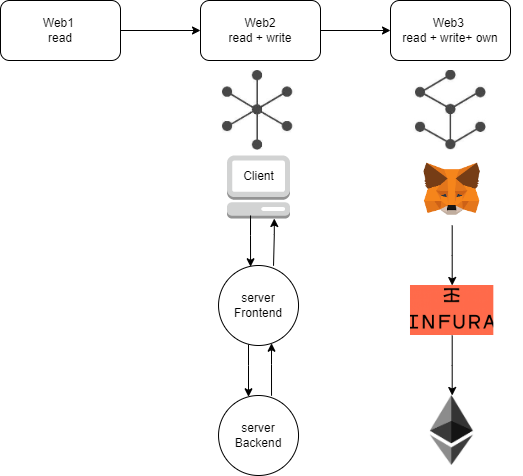 Web1
read
Web2
read + write
Web3
read + write+ own
Client
server
Frontend
INFURA
server
Backend